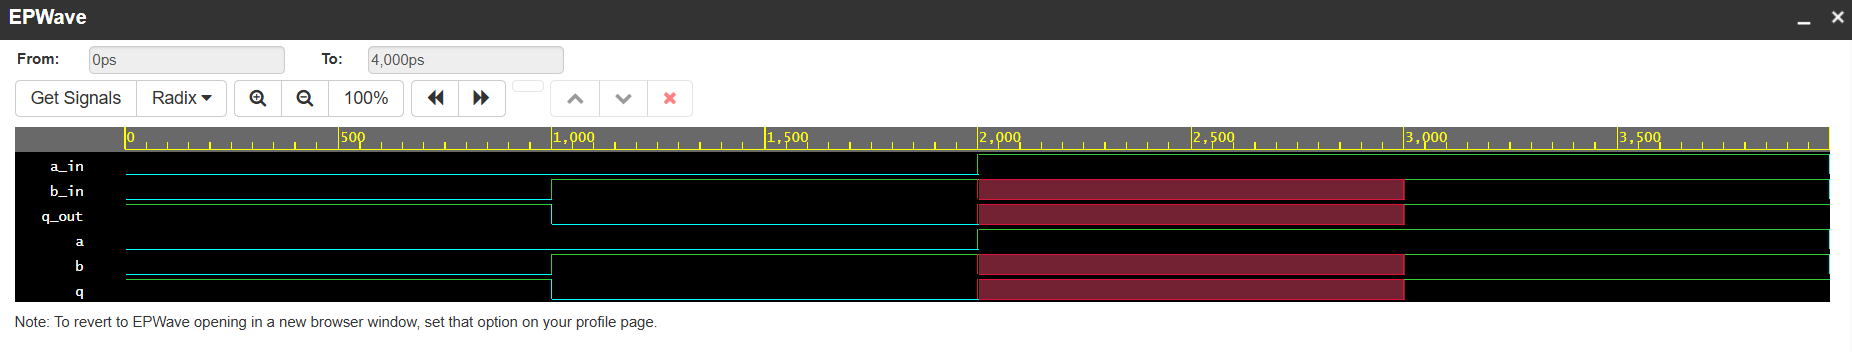 EPWave
From: 0ps To: 4,000ps
Get Signals Radix 100%
0 500 1,000 1,500 2,000 2,500 3,000 3,500
a_in
b_in
q_out
a
b
q
Note: To revert to EPWave opening in a new browser window, set that option on your profile page.